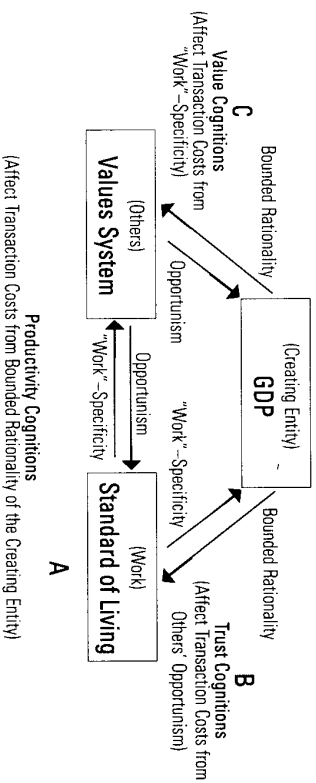 C
Value Cognitions
(Affect Transaction Costs from
"Work"–Specificity)
Bounded Rationality
Opportunism
(Creating Entity)
GDP
Bounded Rationality
"Work"–Specificity
B
Trust Cognitions
(Affect Transaction Costs from
Others' Opportunism)
(Others)
Values System
Opportunism
"Work"–Specificity
(Work)
Standard of Living
A
Productivity Cognitions
(Affect Transaction Costs from Bounded Rationality of the Creating Entity)